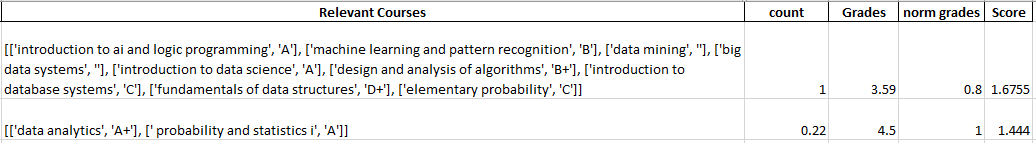 Relevant Courses count Grades norm grades Score
[['introduction to ai and logic programming', 'A'], ['machine learning and pattern recognition', 'B'], ['data mining', ''], ['big
data systems', ''], ['introduction to data science', 'A'], ['design and analysis of algorithms', 'B+'], ['introduction to
database systems', 'C'], ['fundamentals of data structures', 'D+'], ['elementary probability', 'C']] 1 3.59 0.8 1.6755
[['data analytics', 'A+'], [' probability and statistics i', 'A']] 0.22 4.5 1 1.444